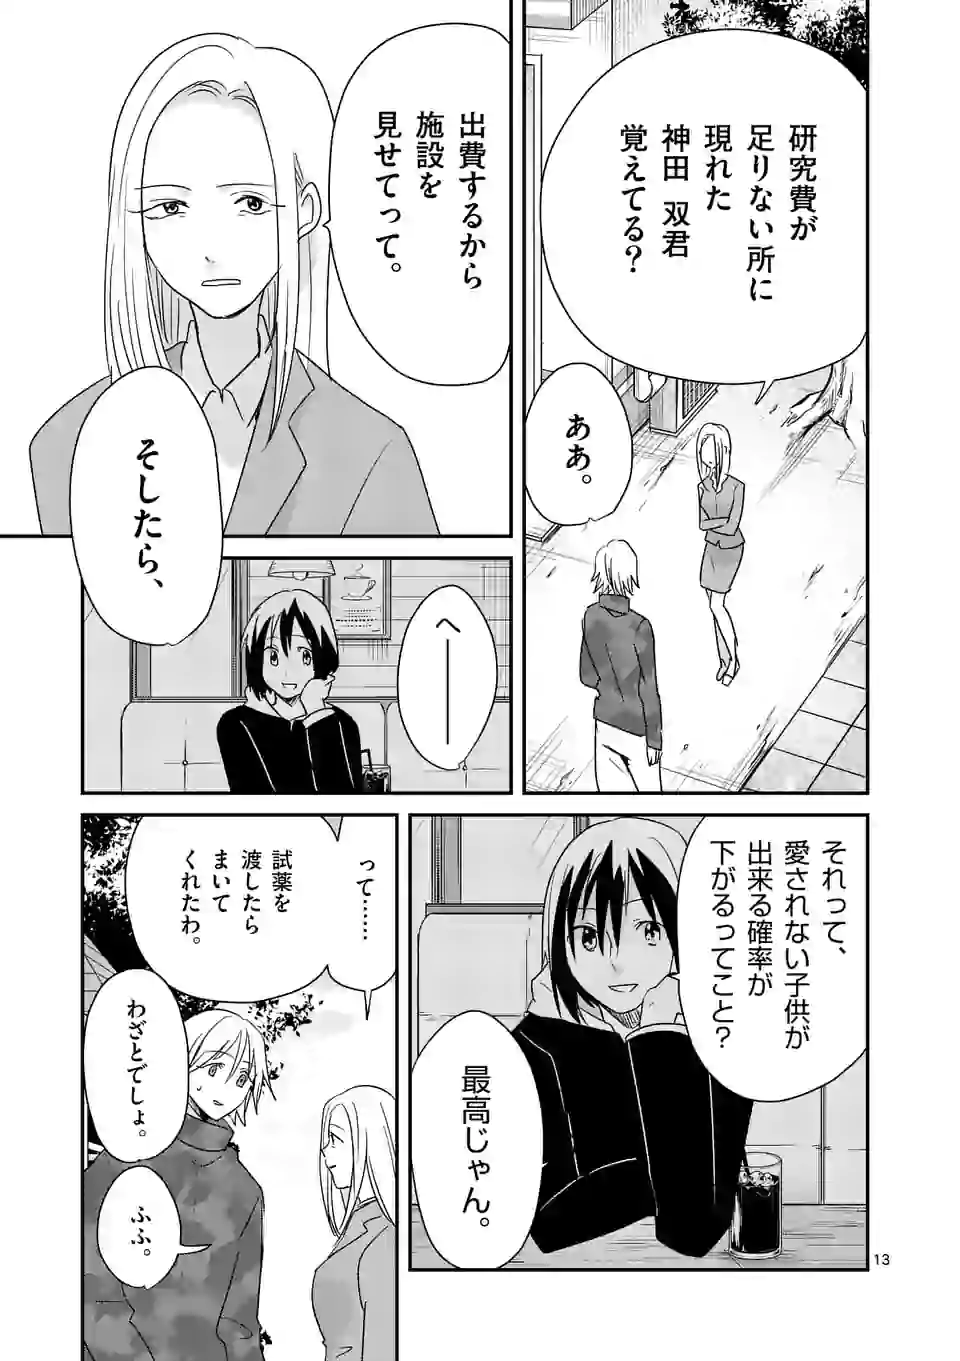 研究費が
足りない所に
現れた
神田 双君
覚えてる?
ああ。
出費するから
施設を
見せてって。
そしたら、
へーーー
それって、
愛されない子供が
出来る確率が
下がるってこと?
最高じゃん。
って……
試薬を
渡したら
まいて
くれたわ。
わざとでしょ。
ふふ。
13